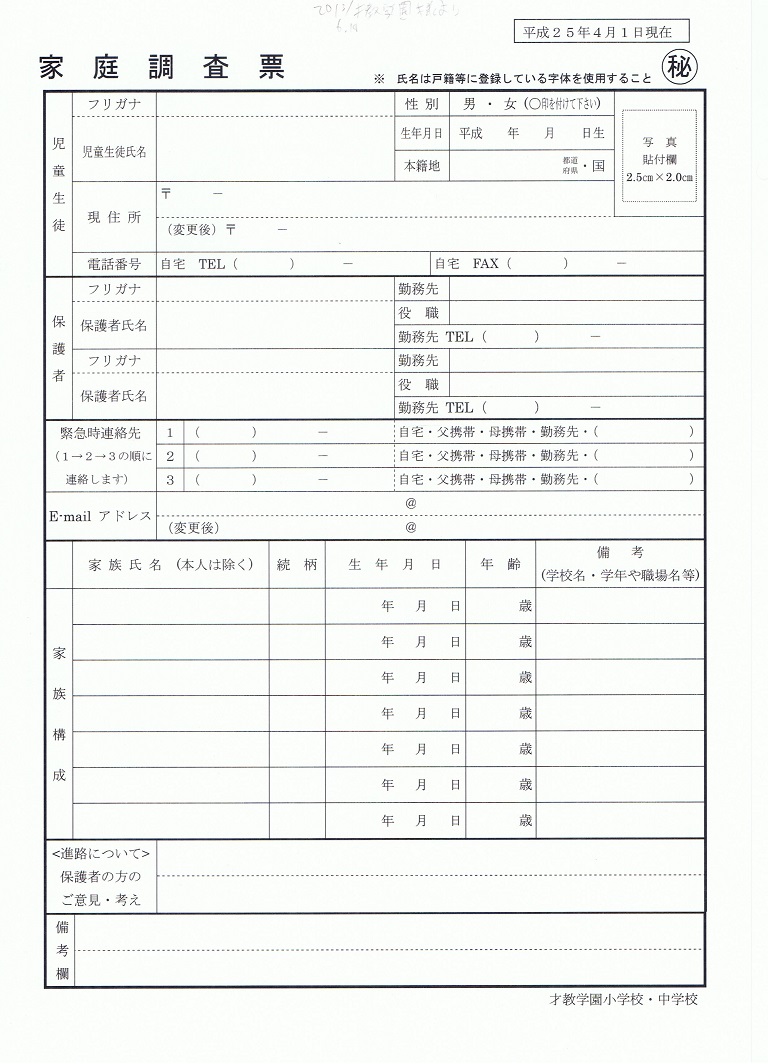 平成２５年４月１日現在
家庭調査票
※ 氏名は戸籍等に登録している字体を使用すること
秘
児童生徒
フリガナ
性別 男・女（〇印を付けて下さい）
児童生徒氏名
生年月日 平成 年 月 日生
本籍地 都道府県・国
写真
貼付欄
2.5㎝×2.0㎝
現住所
〒 －
（変更後）〒 －
電話番号 自宅 TEL（ ） － 自宅 FAX（ ） －
保護者
フリガナ 勤務先
保護者氏名 役職
勤務先 TEL（ ） －
フリガナ 勤務先
保護者氏名 役職
勤務先 TEL（ ） －
緊急時連絡先
（1→2→3の順に
連絡します）
1 （ ） － 自宅・父携帯・母携帯・勤務先・（ ）
2 （ ） － 自宅・父携帯・母携帯・勤務先・（ ）
3 （ ） － 自宅・父携帯・母携帯・勤務先・（ ）
E-mail アドレス
@
（変更後） @
家族氏名 （本人は除く） 続柄 生年月日 年齢 備考
(学校名・学年や職場名等)
家族構成
年 月 日 歳
年 月 日 歳
年 月 日 歳
年 月 日 歳
年 月 日 歳
年 月 日 歳
年 月 日 歳
<進路について>
保護者の方の
ご意見・考え
備考欄
才教学園小学校・中学校